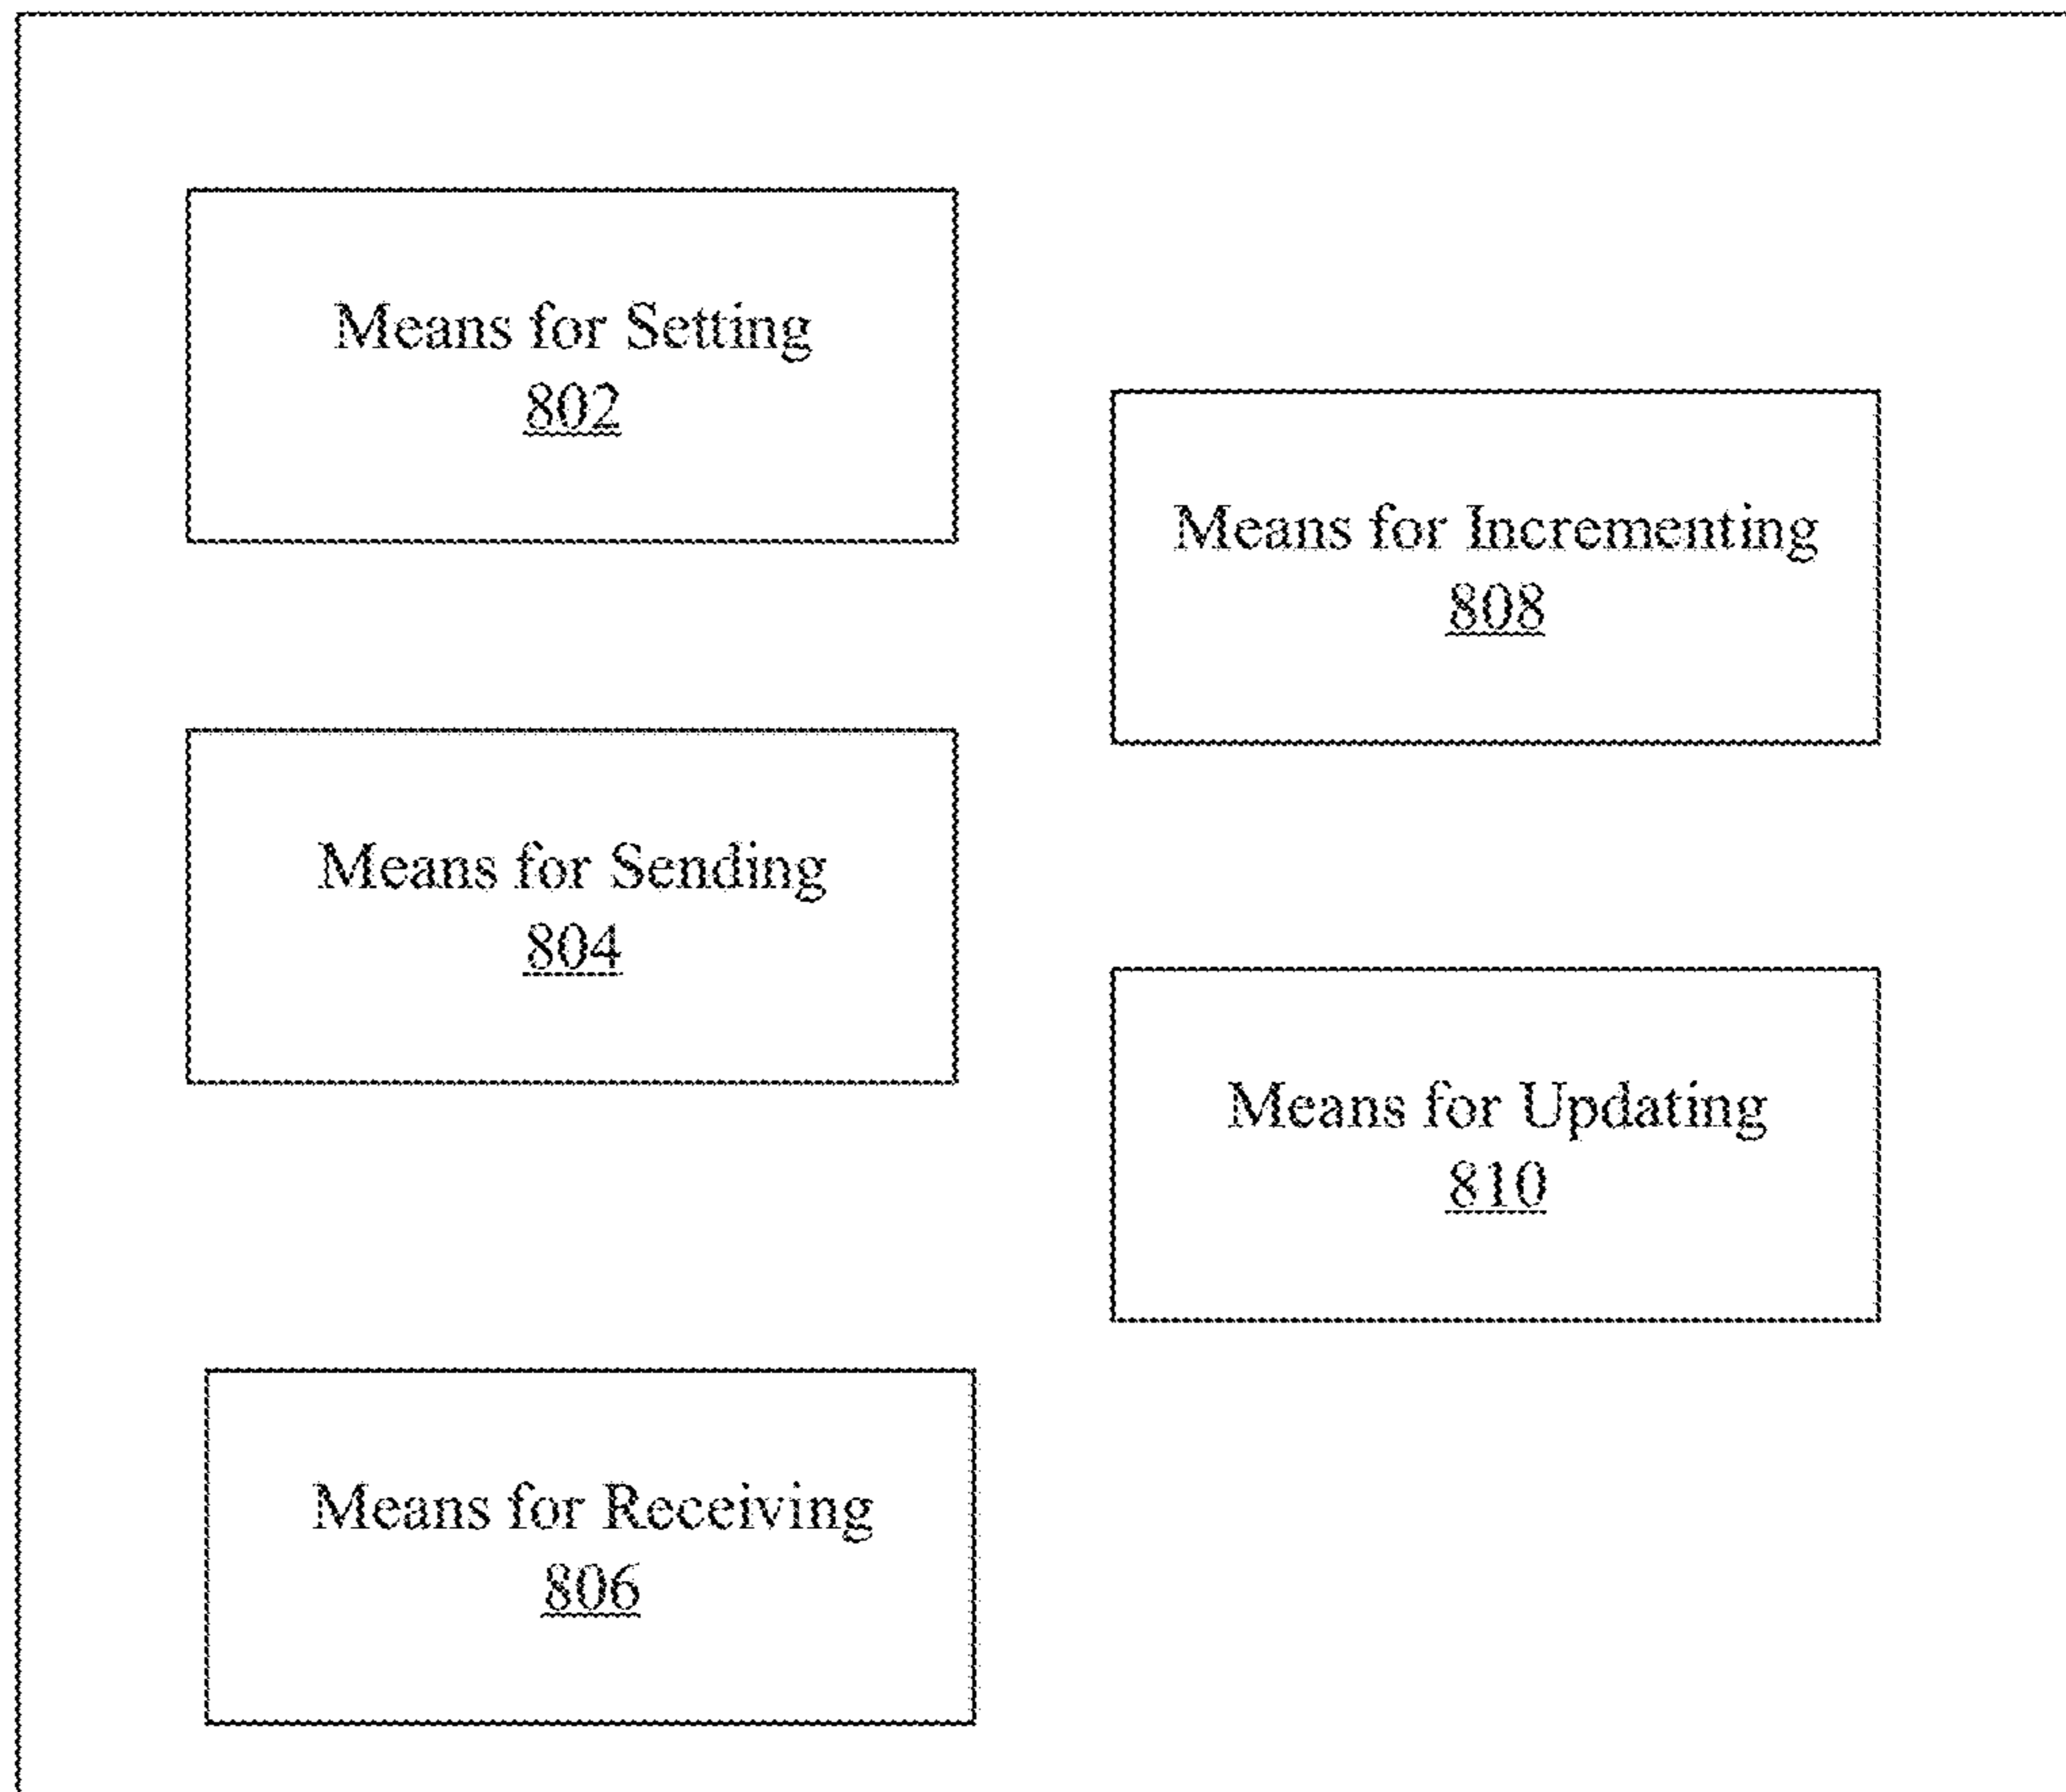 Means for Setting
802
Means for Sending
804
Means for Receiving
806
Means for Incrementing
808
Means for Updating
810